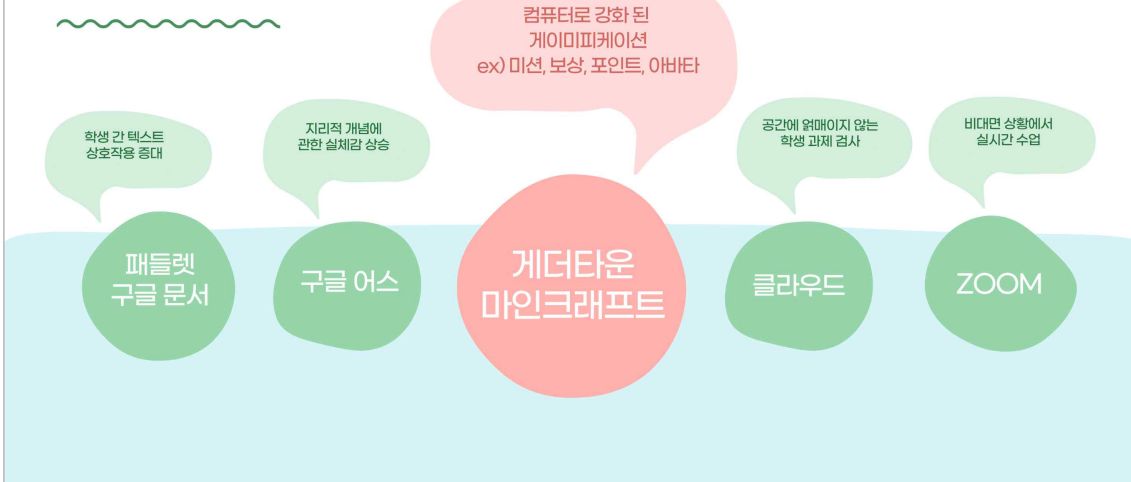 컴퓨터로 강화 된
게이미피케이션
ex) 미션, 보상, 포인트, 아바타
학생 간 텍스트
상호작용 증대
지리적 개념에
관한 실체감 상승
공간에 얽매이지 않는
학생 과제 검사
비대면 상황에서
실시간 수업
패들렛
구글 문서
구글 어스
게더타운
마인크래프트
클라우드
ZOOM